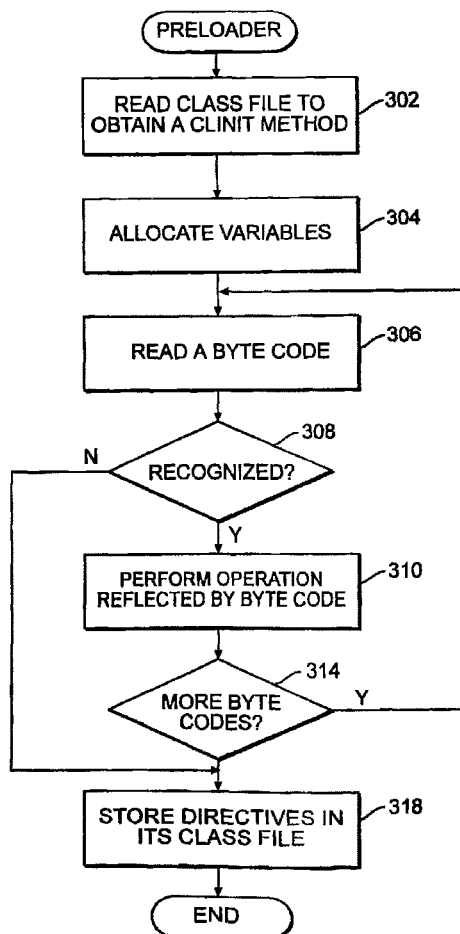 PRELOADER
READ CLASS FILE TO
OBTAIN A CLINIT METHOD
302
ALLOCATE VARIABLES
304
READ A BYTE CODE
306
308
N
RECOGNIZED?
Y
PERFORM OPERATION
REFLECTED BY BYTE CODE
310
314
MORE BYTE
CODES?
Y
STORE DIRECTIVES IN
ITS CLASS FILE
318
END